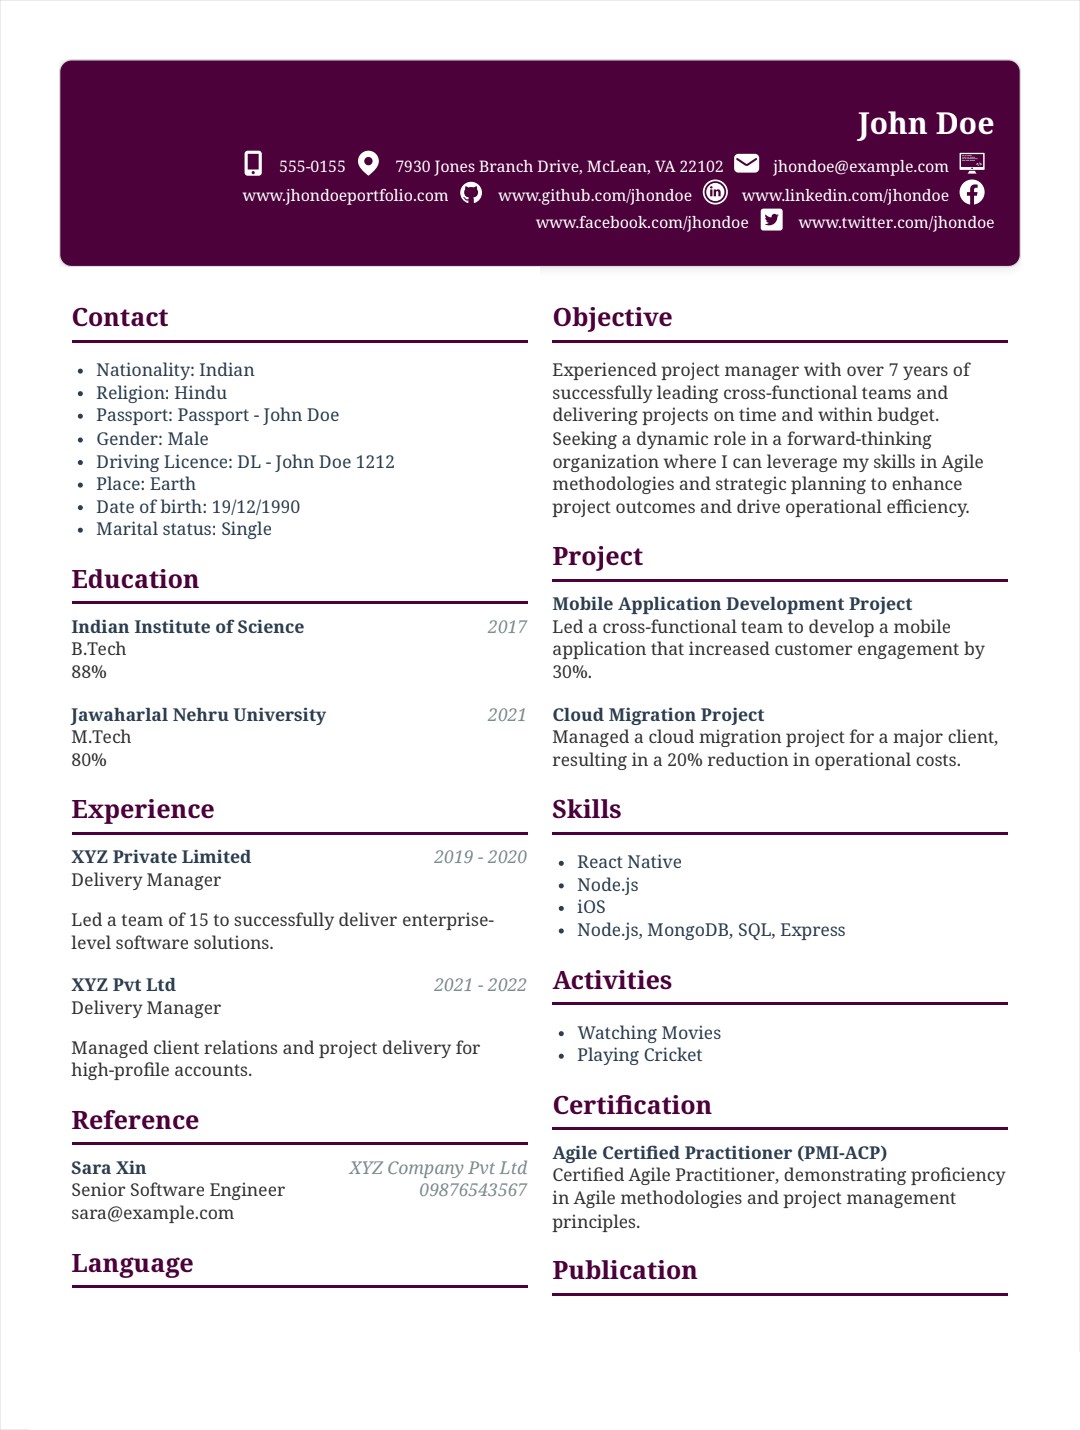 John Doe
555-0155 7930 Jones Branch Drive, McLean, VA 22102 jhondoe@example.com
www.jhondoeportfolio.com www.github.com/jhondoe www.linkedin.com/jhondoe
www.facebook.com/jhondoe www.twitter.com/jhondoe
Contact
• Nationality: Indian
• Religion: Hindu
• Passport: Passport - John Doe
• Gender: Male
• Driving Licence: DL - John Doe 1212
• Place: Earth
• Date of birth: 19/12/1990
• Marital status: Single
Education
Indian Institute of Science 2017
B.Tech
88%
Jawaharlal Nehru University 2021
M.Tech
80%
Experience
XYZ Private Limited 2019 - 2020
Delivery Manager
Led a team of 15 to successfully deliver enterprise-
level software solutions.
XYZ Pvt Ltd 2021 - 2022
Delivery Manager
Managed client relations and project delivery for
high-profile accounts.
Reference
Sara Xin XYZ Company Pvt Ltd
Senior Software Engineer 09876543567
sara@example.com
Language
Objective
Experienced project manager with over 7 years of
successfully leading cross-functional teams and
delivering projects on time and within budget.
Seeking a dynamic role in a forward-thinking
organization where I can leverage my skills in Agile
methodologies and strategic planning to enhance
project outcomes and drive operational efficiency.
Project
Mobile Application Development Project
Led a cross-functional team to develop a mobile
application that increased customer engagement by
30%.
Cloud Migration Project
Managed a cloud migration project for a major client,
resulting in a 20% reduction in operational costs.
Skills
• React Native
• Node.js
• iOS
• Node.js, MongoDB, SQL, Express
Activities
• Watching Movies
• Playing Cricket
Certification
Agile Certified Practitioner (PMI-ACP)
Certified Agile Practitioner, demonstrating proficiency
in Agile methodologies and project management
principles.
Publication